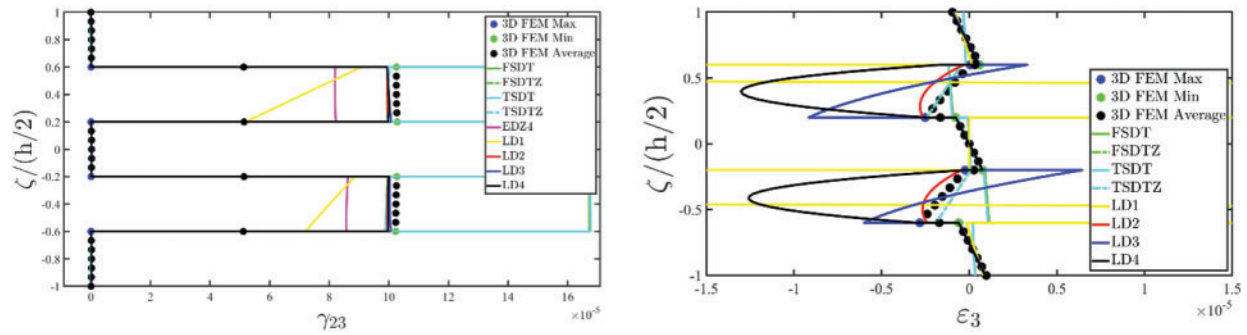 1
0.8
0.6
0.4
0.2
0
-0.2
-0.4
-0.6
-0.8
-1
ζ/(h/2)
0 2 4 6 8 10 12 14 16
×10⁻⁵
γ₂₃
3D FEM Max
3D FEM Min
3D FEM Average
FSDT
FSDTZ
TSDT
TSDTZ
EDZ4
LD1
LD2
LD3
LD4
1
0.5
0
-0.5
-1
ζ/(h/2)
-1.5 -1 -0.5 0 0.5 1 1.5
×10⁻⁵
ε₃
3D FEM Max
3D FEM Min
3D FEM Average
FSDT
FSDTZ
TSDT
TSDTZ
LD1
LD2
LD3
LD4